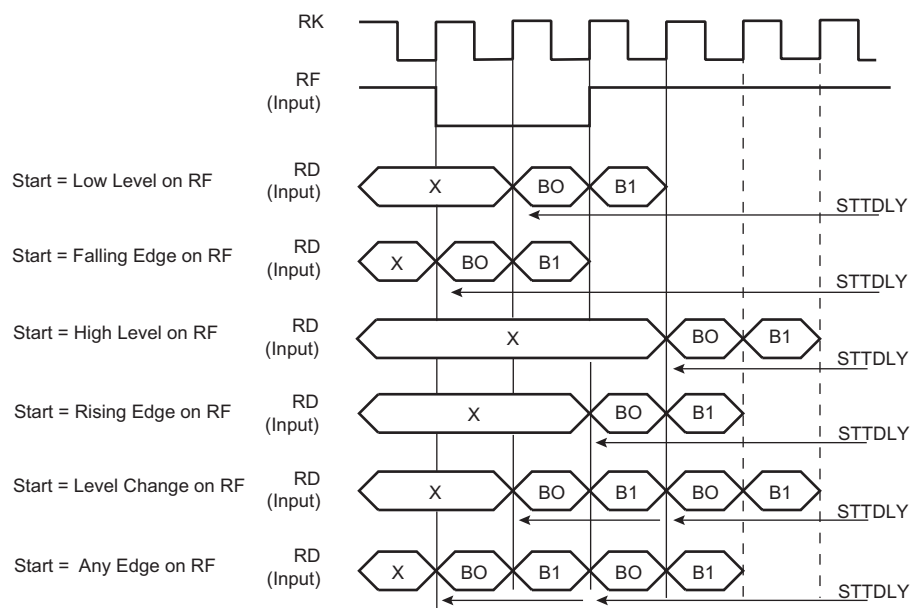 RK
RF
(Input)
Start = Low Level on RF
RD
(Input)
X
BO
B1
STTDLY
Start = Falling Edge on RF
RD
(Input)
X
BO
B1
STTDLY
Start = High Level on RF
RD
(Input)
X
BO
B1
STTDLY
Start = Rising Edge on RF
RD
(Input)
X
BO
B1
STTDLY
Start = Level Change on RF
RD
(Input)
X
BO
B1
BO
B1
STTDLY
Start = Any Edge on RF
RD
(Input)
X
BO
B1
BO
B1
STTDLY